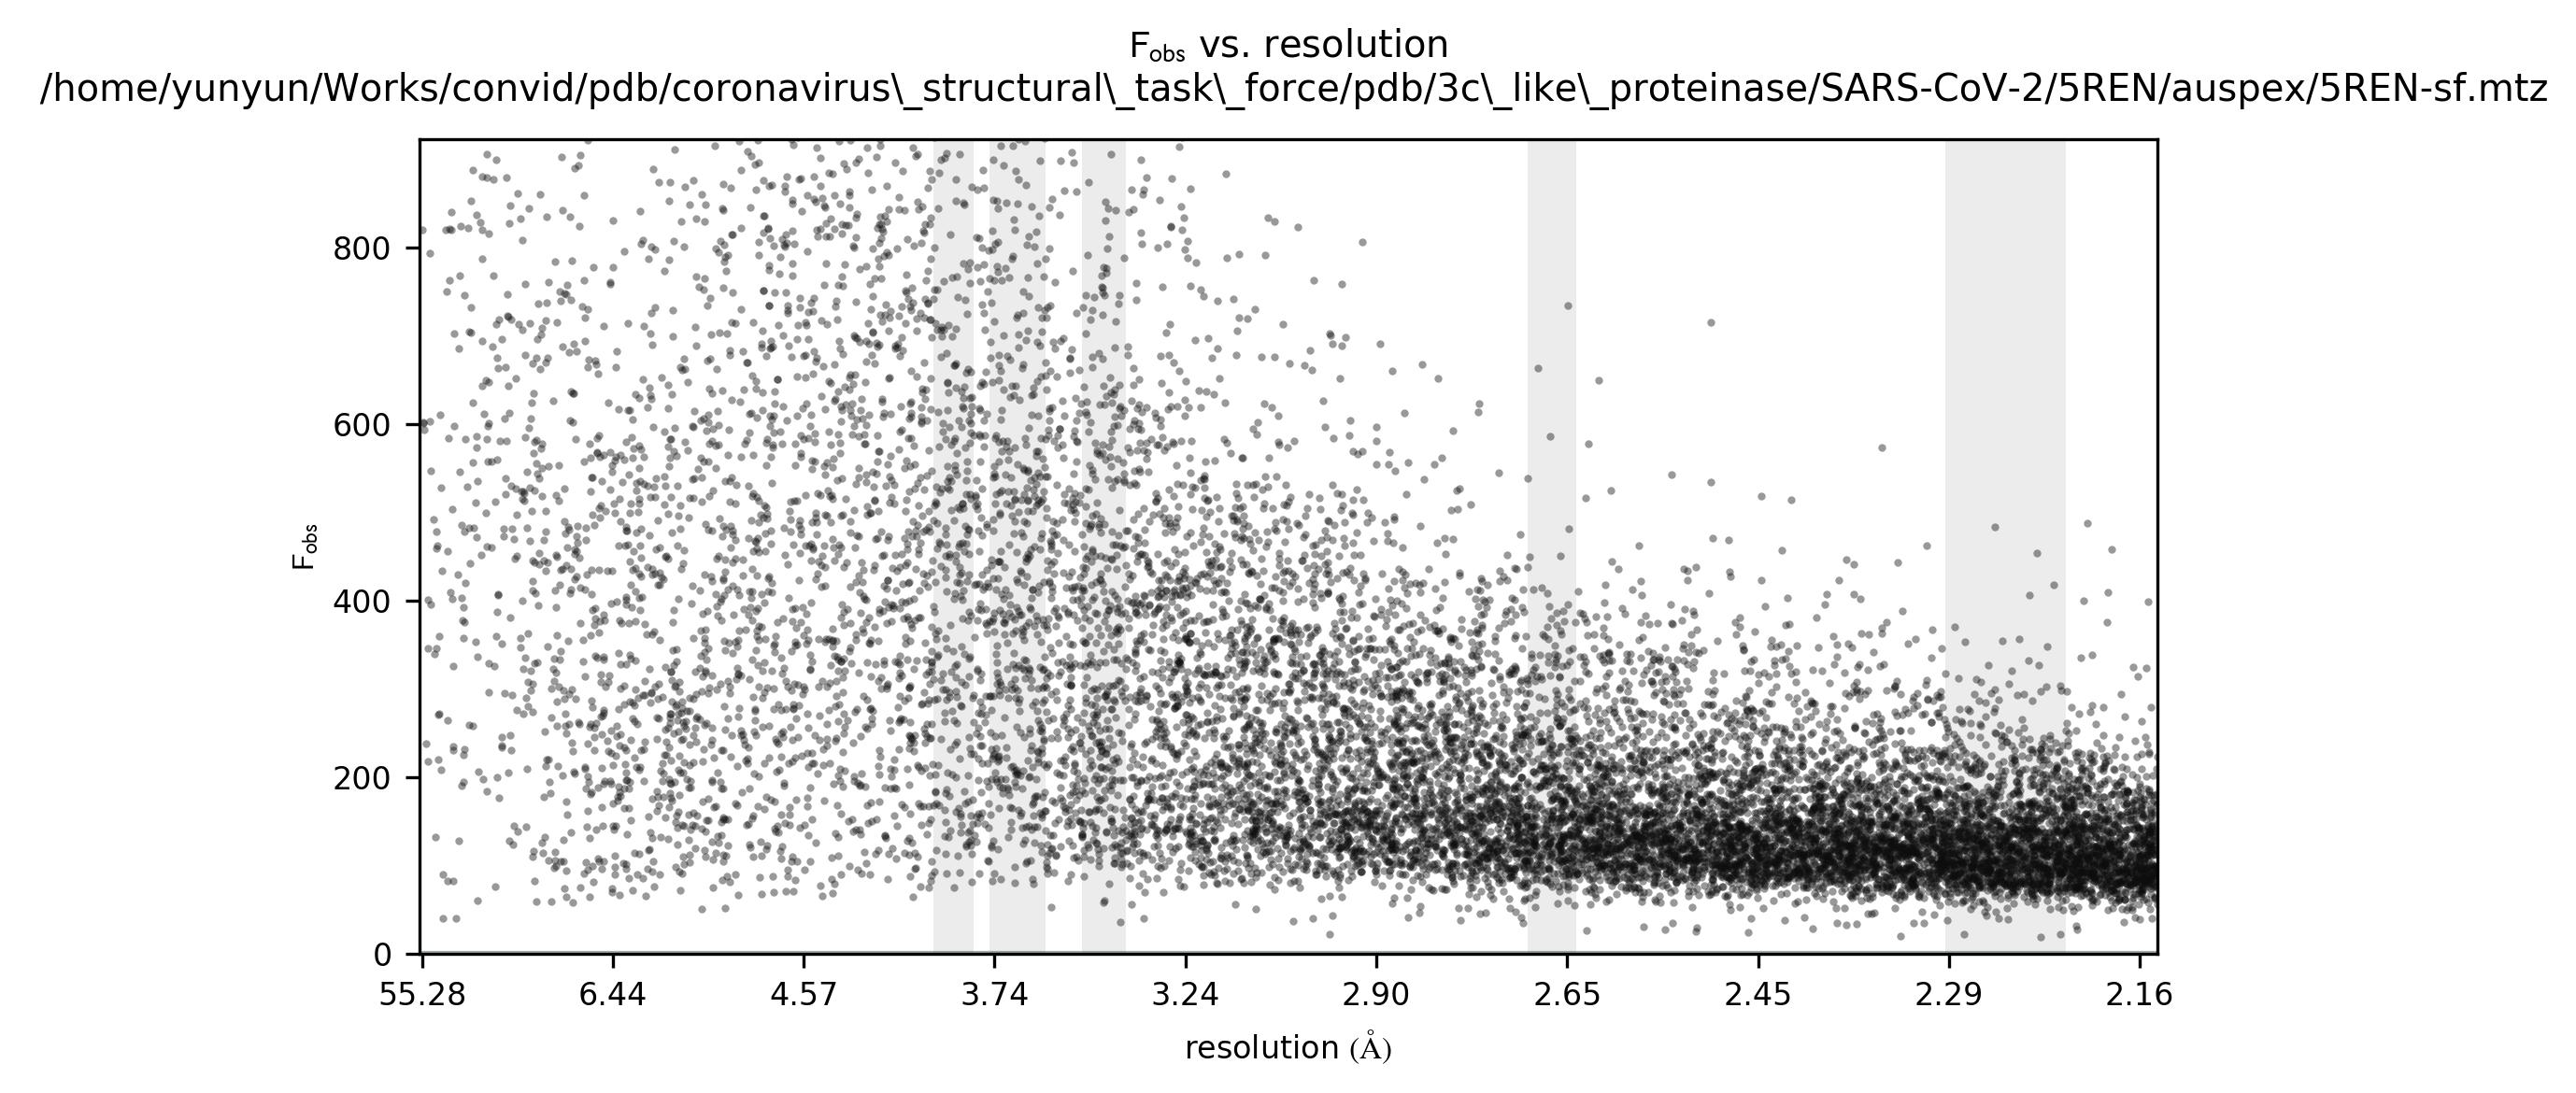 Fobs vs. resolution
/home/yunyun/Works/convid/pdb/coronavirus\_structural\_task\_force/pdb/3c\_like\_proteinase/SARS-CoV-2/5REN/auspex/5REN-sf.mtz
800
600
Fobs
400
200
0
55.28 6.44 4.57 3.74 3.24 2.90 2.65 2.45 2.29 2.16
resolution (Å)